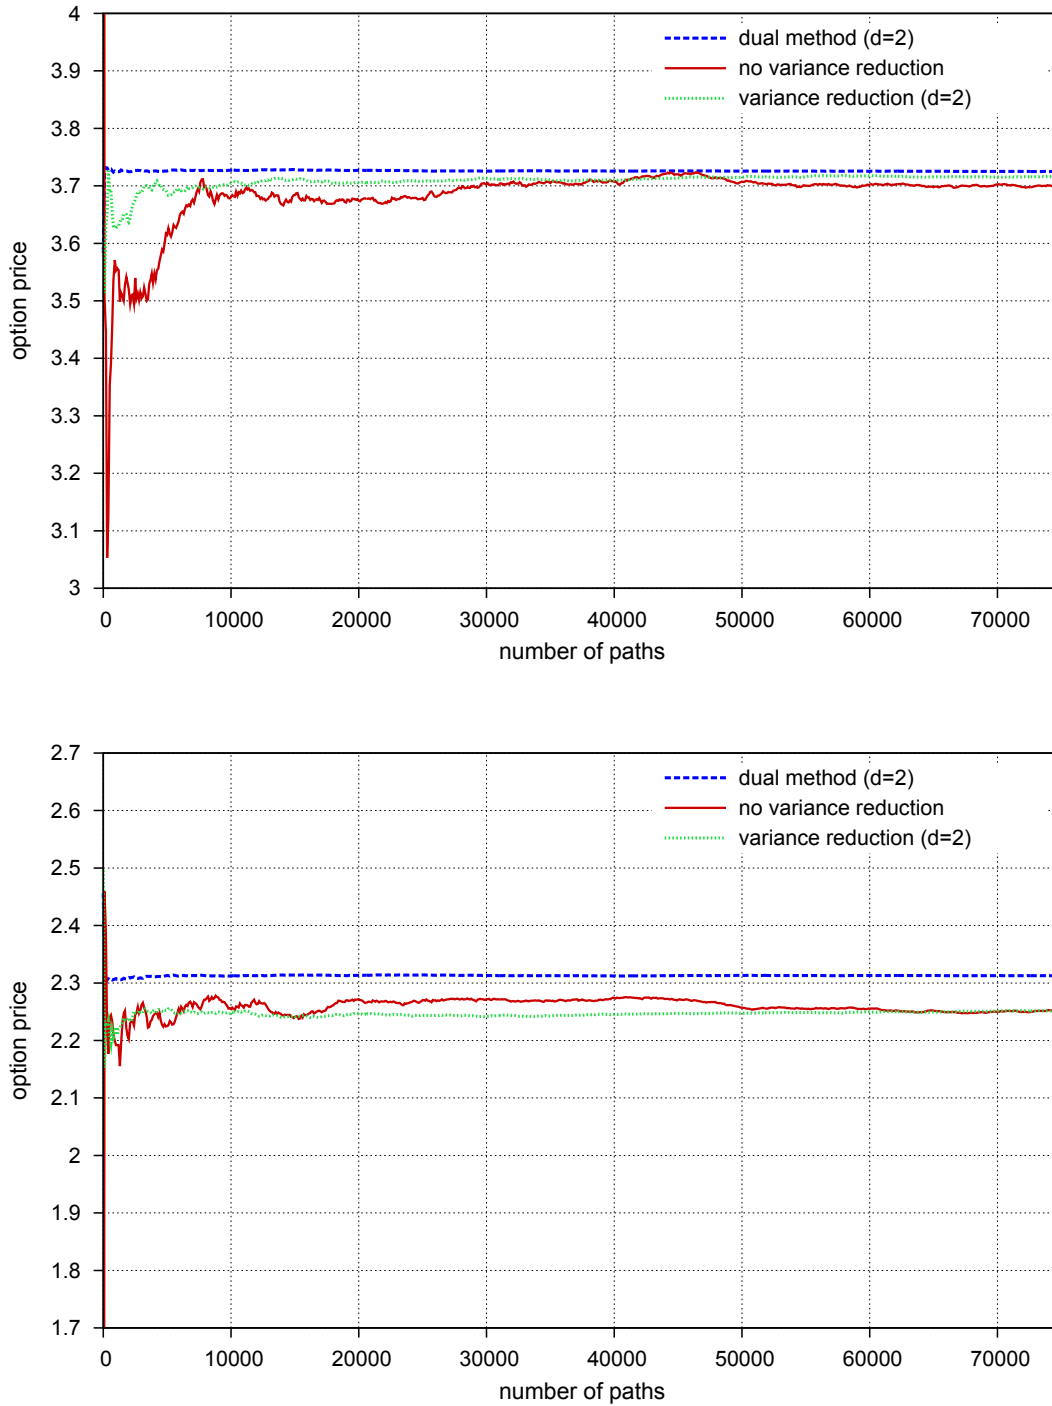 4
dual method (d=2)
no variance reduction
variance reduction (d=2)
3.9
3.8
3.7
3.6
3.5
3.4
3.3
3.2
3.1
3
option price
0 10000 20000 30000 40000 50000 60000 70000
number of paths
2.7
dual method (d=2)
no variance reduction
variance reduction (d=2)
2.6
2.5
2.4
2.3
2.2
2.1
2
1.9
1.8
1.7
option price
0 10000 20000 30000 40000 50000 60000 70000
number of paths